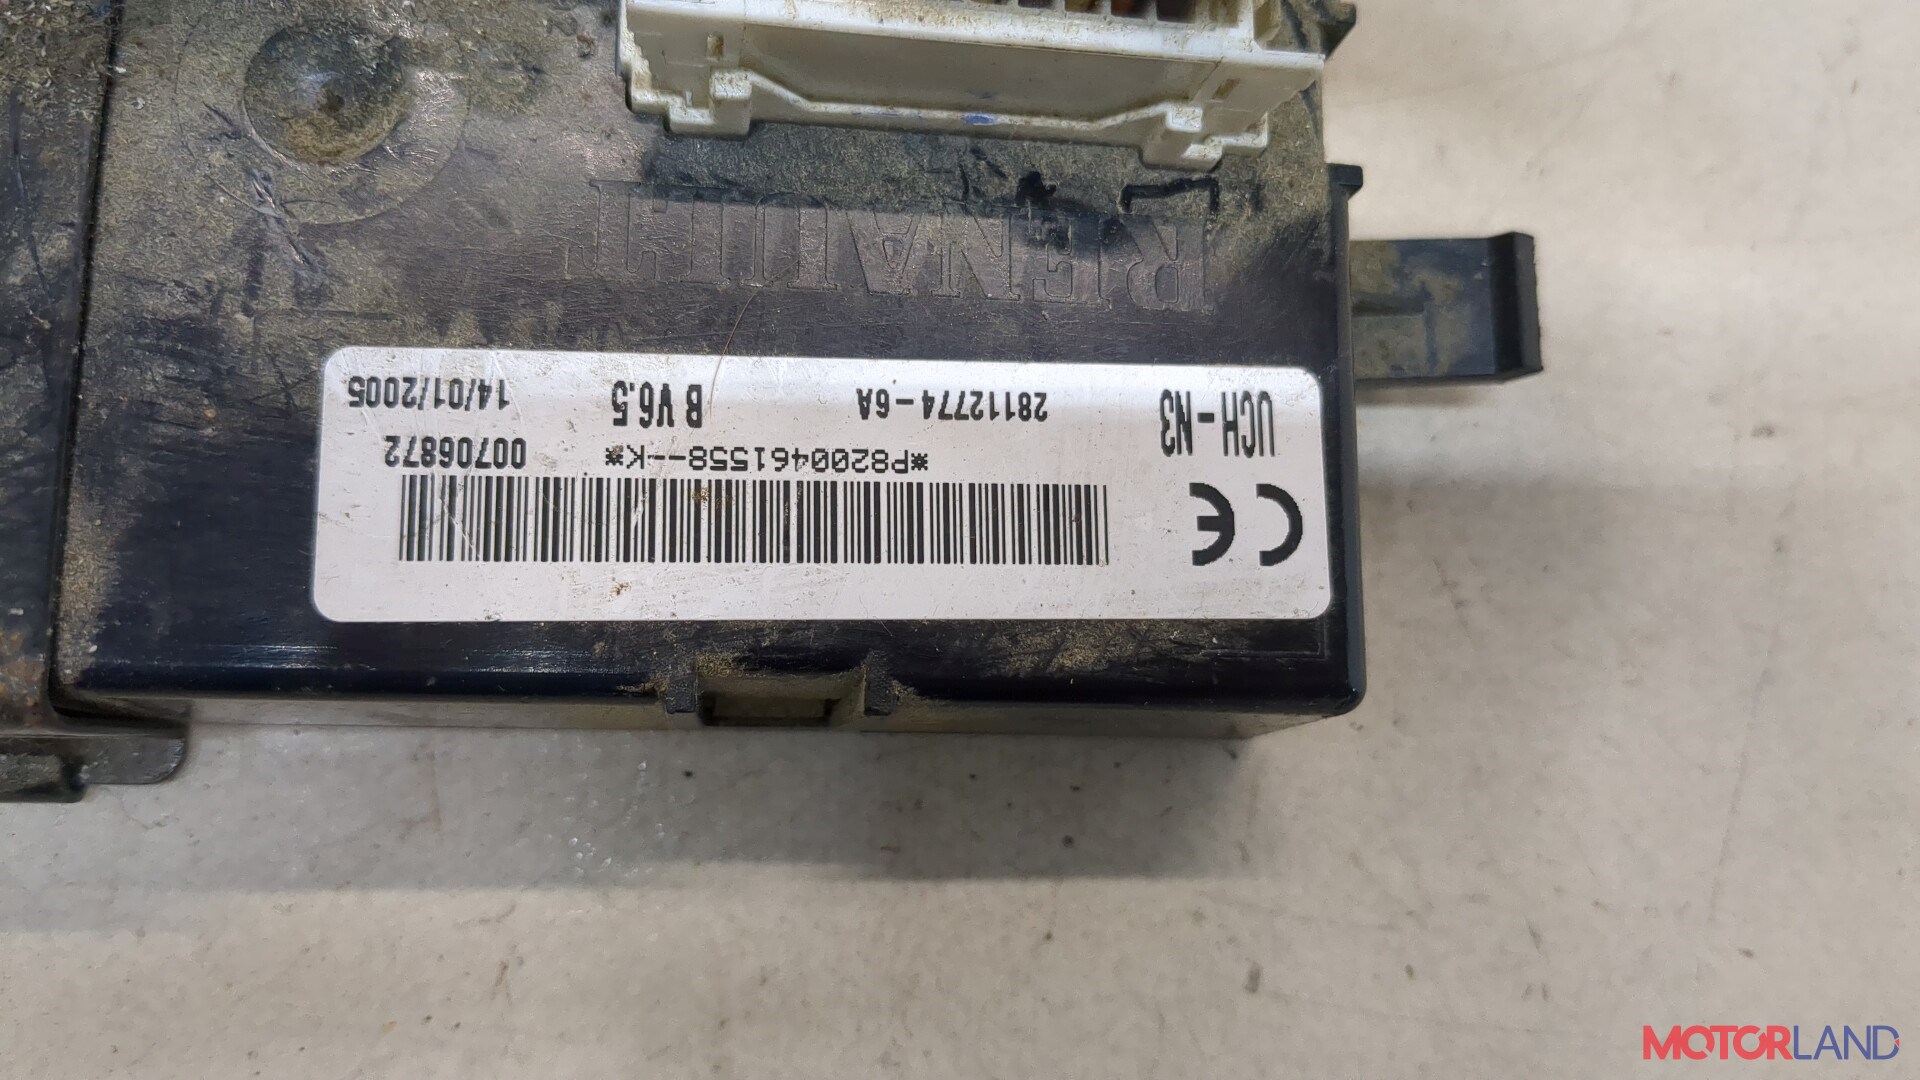 UCH-N3
28112774-6A
B V6.5
14/01/2005
*P8200461558--K*
00706872
CE
RENAULT
MOTORLAND